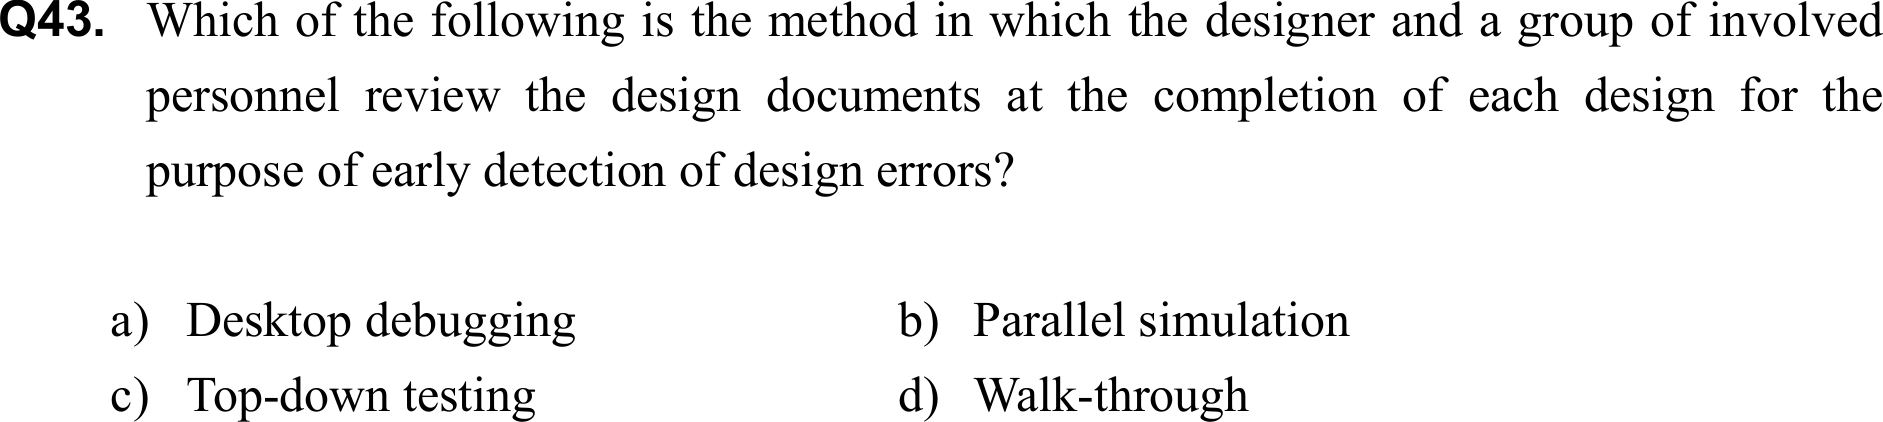 Q43. Which of the following is the method in which the designer and a group of involved
personnel review the design documents at the completion of each design for the
purpose of early detection of design errors?
a) Desktop debugging b) Parallel simulation
c) Top-down testing d) Walk-through